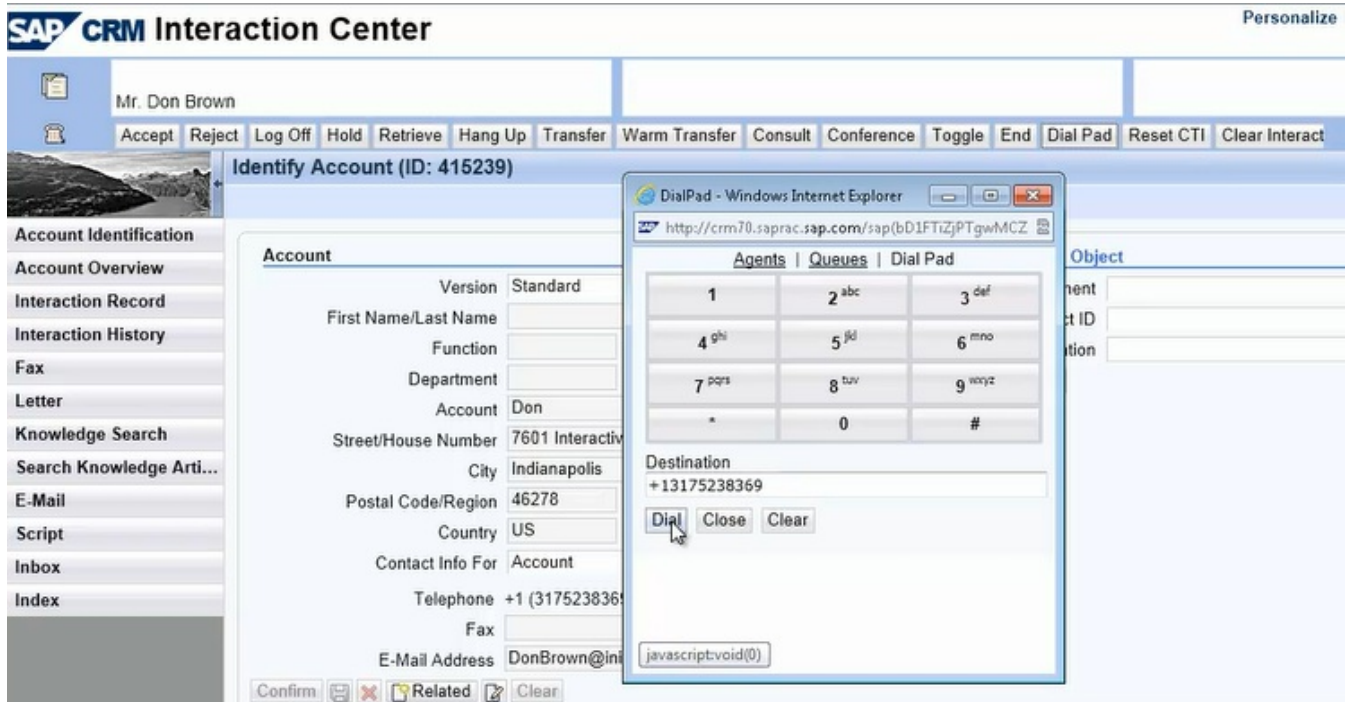 SAP CRM Interaction Center
Personalize
Mr. Don Brown
Accept Reject Log Off Hold Retrieve Hang Up Transfer Warm Transfer Consult Conference Toggle End Dial Pad Reset CTI Clear Interact
Identify Account (ID: 415239)
Account Identification
Account Overview
Interaction Record
Interaction History
Fax
Letter
Knowledge Search
Search Knowledge Arti...
E-Mail
Script
Inbox
Index
Account
Version Standard
First Name/Last Name
Function
Department
Account Don
Street/House Number 7601 Interactiv
City Indianapolis
Postal Code/Region 46278
Country US
Contact Info For Account
Telephone +1 (317523836
Fax
E-Mail Address DonBrown@ini
Confirm Related Clear
DialPad - Windows Internet Explorer
SAP http://crm70.saprac.sap.com/sap(bD1FTiZjPTgwMCZ
Agents | Queues | Dial Pad
1 2 abc 3 def
4 ghi 5 jkl 6 mno
7 pqrs 8 tuv 9 wxyz
* 0 #
Destination
+13175238369
Dial Close Clear
javascript:void(0)
Object
nent
ct ID
tion